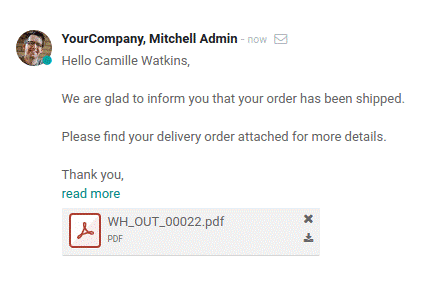 YourCompany, Mitchell Admin - now
Hello Camille Watkins,
We are glad to inform you that your order has been shipped.
Please find your delivery order attached for more details.
Thank you,
read more
WH_OUT_00022.pdf
PDF